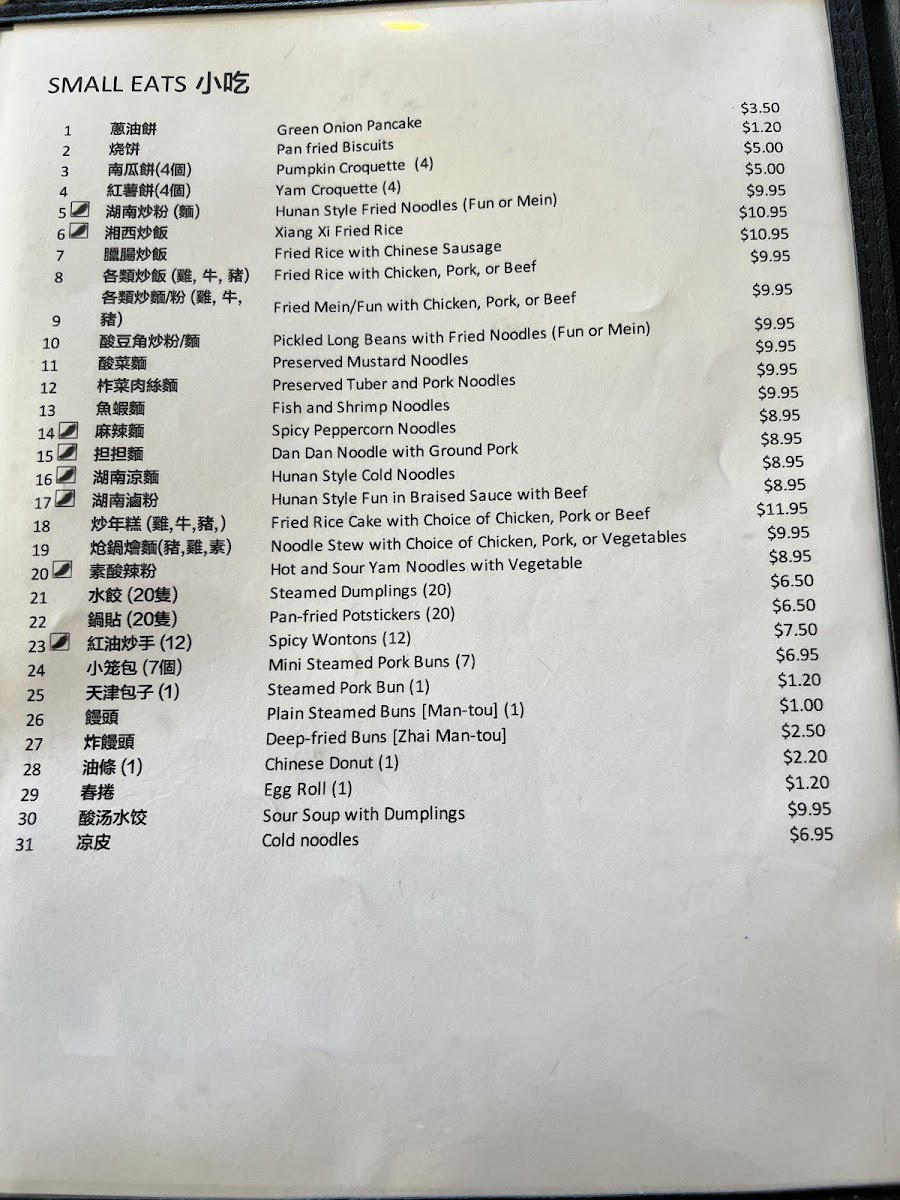 SMALL EATS 小吃
1 蔥油餅 Green Onion Pancake $3.50
2 烧饼 Pan fried Biscuits $1.20
3 南瓜餅(4個) Pumpkin Croquette (4) $5.00
4 紅薯餅(4個) Yam Croquette (4) $5.00
5 湖南炒粉 (麵) Hunan Style Fried Noodles (Fun or Mein) $9.95
6 湘西炒飯 Xiang Xi Fried Rice $10.95
7 臘腸炒飯 Fried Rice with Chinese Sausage $10.95
8 各類炒飯 (雞, 牛, 豬) Fried Rice with Chicken, Pork, or Beef $9.95
各類炒麵/粉 (雞, 牛,
9 豬) Fried Mein/Fun with Chicken, Pork, or Beef $9.95
10 酸豆角炒粉/麵 Pickled Long Beans with Fried Noodles (Fun or Mein) $9.95
11 酸菜麵 Preserved Mustard Noodles $9.95
12 柞菜肉絲麵 Preserved Tuber and Pork Noodles $9.95
13 魚蝦麵 Fish and Shrimp Noodles $9.95
14 麻辣麵 Spicy Peppercorn Noodles $8.95
15 担担麵 Dan Dan Noodle with Ground Pork $8.95
16 湖南涼麵 Hunan Style Cold Noodles $8.95
17 湖南滷粉 Hunan Style Fun in Braised Sauce with Beef $8.95
18 炒年糕 (雞,牛,豬,) Fried Rice Cake with Choice of Chicken, Pork or Beef $11.95
19 炝鍋燴麵(豬,雞,素) Noodle Stew with Choice of Chicken, Pork, or Vegetables $9.95
20 素酸辣粉 Hot and Sour Yam Noodles with Vegetable $8.95
21 水餃 (20隻) Steamed Dumplings (20) $6.50
22 鍋貼 (20隻) Pan-fried Potstickers (20) $6.50
23 紅油炒手 (12) Spicy Wontons (12) $7.50
24 小笼包 (7個) Mini Steamed Pork Buns (7) $6.95
25 天津包子 (1) Steamed Pork Bun (1) $1.20
26 饅頭 Plain Steamed Buns [Man-tou] (1) $1.00
27 炸饅頭 Deep-fried Buns [Zhai Man-tou] $2.50
28 油條 (1) Chinese Donut (1) $2.20
29 春捲 Egg Roll (1) $1.20
30 酸汤水饺 Sour Soup with Dumplings $9.95
31 凉皮 Cold noodles $6.95